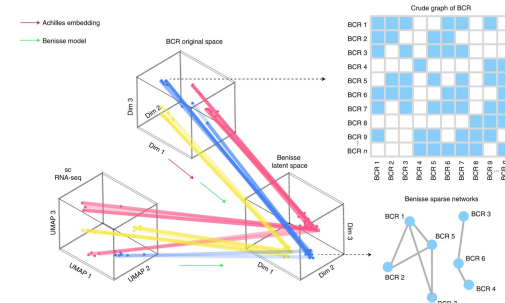 Crude graph of BCR
Achilles embedding
Benisse model
BCR original space
BCR 1
BCR 2
BCR 3
BCR 4
BCR 5
BCR 6
BCR 7
BCR 8
BCR 9
⋮
BCR n
BCR 1
BCR 2
BCR 3
BCR 4
BCR 5
BCR 6
BCR 7
BCR 8
BCR 9
Dim 3
Dim 2
Dim 1
sc
RNA-seq
Benisse
latent space
UMAP 3
UMAP 1
UMAP 2
Dim 3
Dim 1
Dim 2
Benisse sparse networks
BCR 1
BCR 3
BCR 5
BCR 2
BCR 6
BCR 4